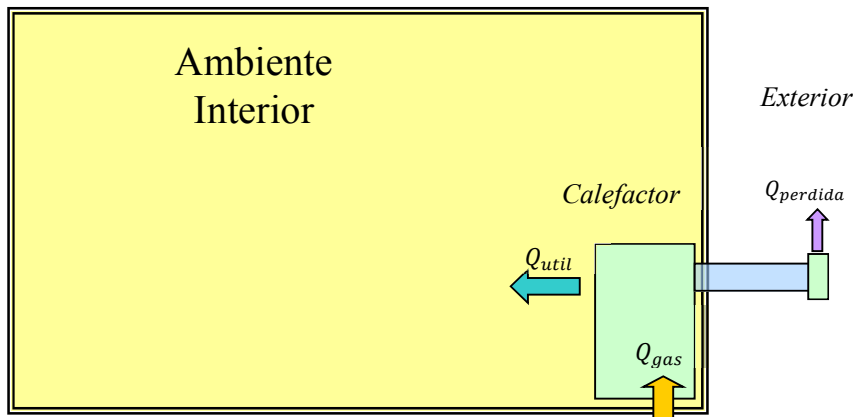 Ambiente
Interior
Exterior
Calefactor
Q_perdida
Q_util
Q_gas